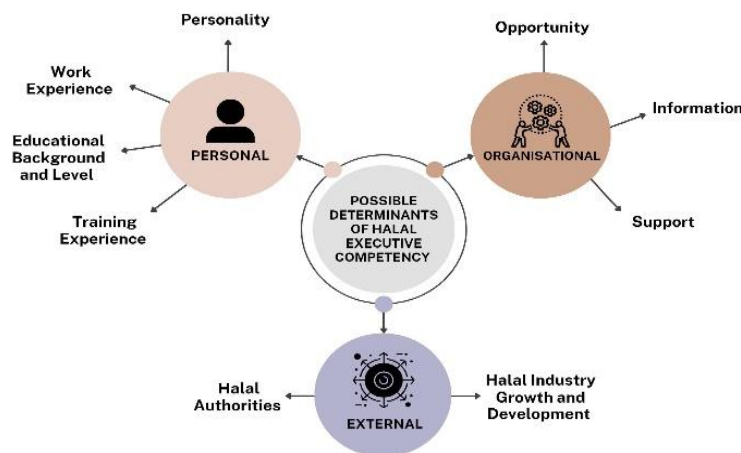 Personality
Work
Experience
Educational
Background
and Level
Training
Experience
PERSONAL
Opportunity
Information
Support
ORGANISATIONAL
POSSIBLE
DETERMINANTS
OF HALAL
EXECUTIVE
COMPETENCY
Halal
Authorities
EXTERNAL
Halal Industry
Growth and
Development